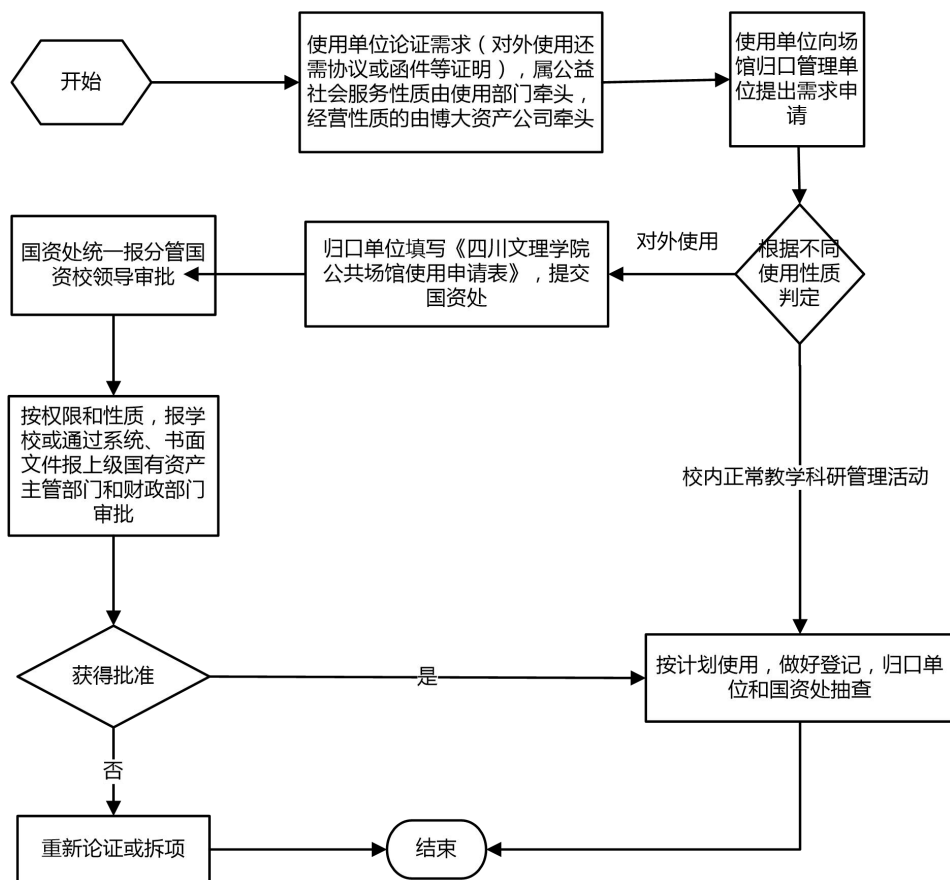 开始
使用单位论证需求（对外使用还
需协议或函件等证明），属公益
社会服务性质由使用部门牵头，
经营性质的由博大资产公司牵头
使用单位向场
馆归口管理单
位提出需求申
请
根据不同
使用性质
判定
对外使用
归口单位填写《四川文理学院
公共场馆使用申请表》，提交
国资处
国资处统一报分管国
资校领导审批
按权限和性质，报学
校或通过系统、书面
文件报上级国有资产
主管部门和财政部门
审批
校内正常教学科研管理活动
获得批准
是
按计划使用，做好登记，归口单
位和国资处抽查
否
重新论证或拆项
结束